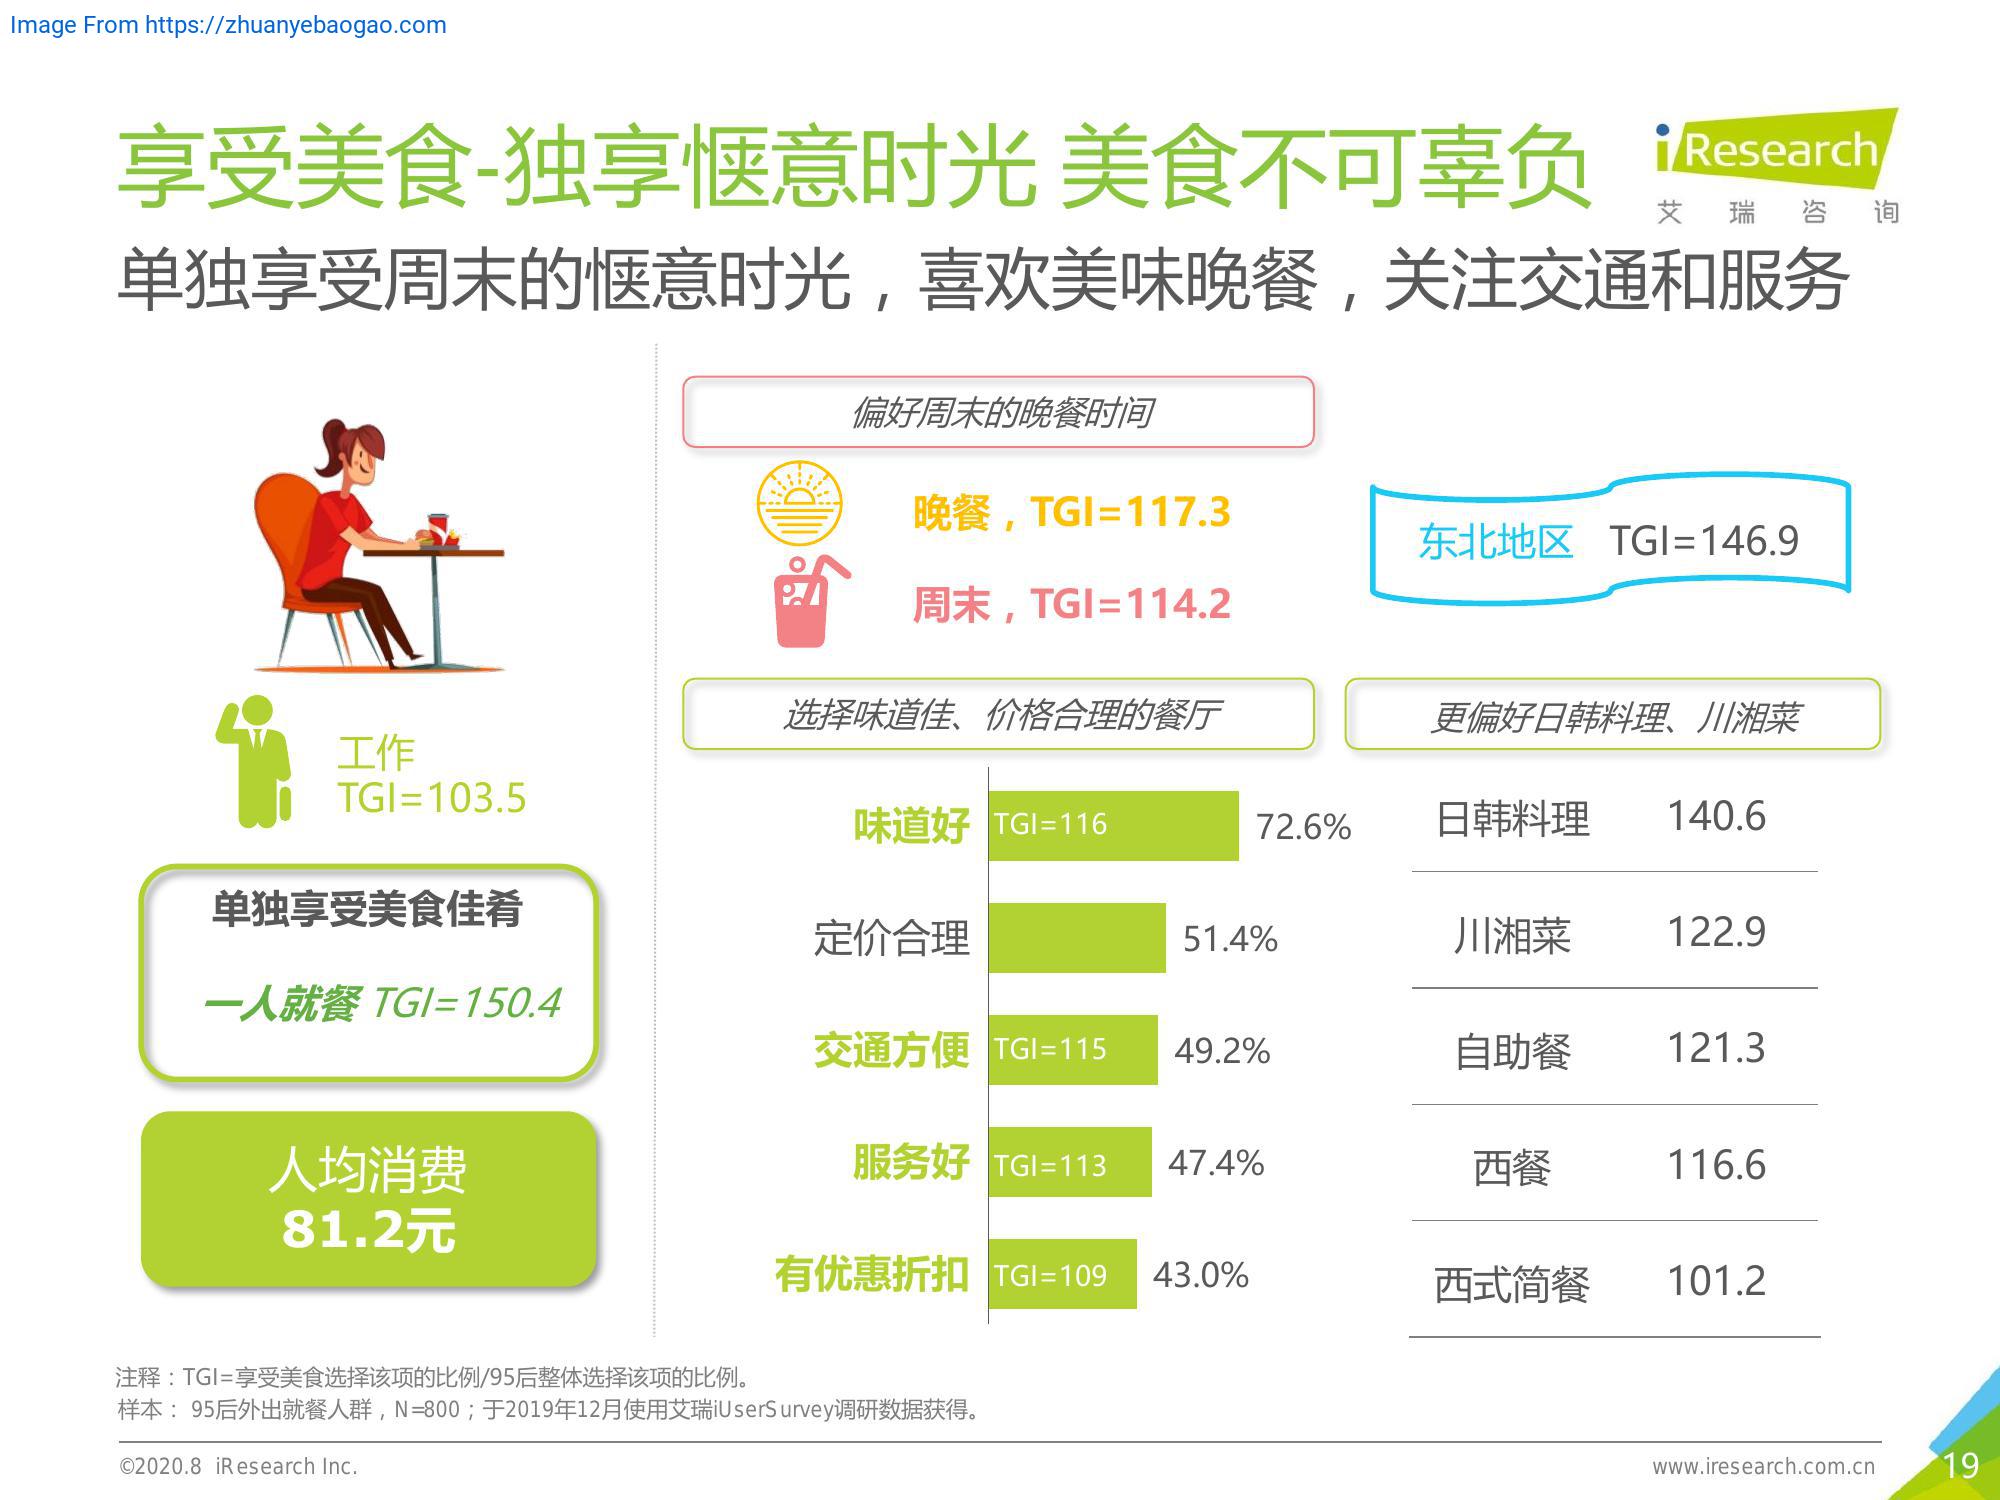 Image From https://zhuanyebaogao.com
享受美食-独享惬意时光 美食不可辜负
iResearch
艾瑞咨询
单独享受周末的惬意时光，喜欢美味晚餐，关注交通和服务
工作
TGI=103.5
单独享受美食佳肴
一人就餐 TGI=150.4
人均消费
81.2元
偏好周末的晚餐时间
晚餐，TGI=117.3
周末，TGI=114.2
东北地区 TGI=146.9
选择味道佳、价格合理的餐厅
味道好 TGI=116 72.6%
定价合理 51.4%
交通方便 TGI=115 49.2%
服务好 TGI=113 47.4%
有优惠折扣 TGI=109 43.0%
更偏好日韩料理、川湘菜
日韩料理 140.6
川湘菜 122.9
自助餐 121.3
西餐 116.6
西式简餐 101.2
注释：TGI=享受美食选择该项的比例/95后整体选择该项的比例。
样本： 95后外出就餐人群，N=800；于2019年12月使用艾瑞iUserSurvey调研数据获得。
©2020.8 iResearch Inc.
www.iresearch.com.cn
19